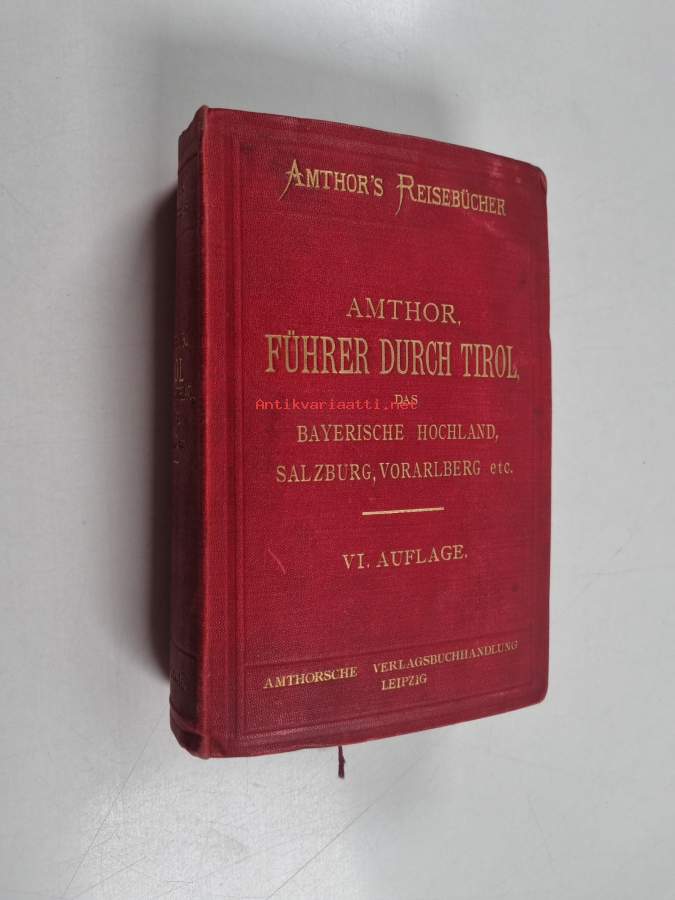 AMTHOR'S REISEBÜCHER
AMTHOR,
FÜHRER DURCH TIROL,
DAS
Antikvariaatti.net
BAYERISCHE HOCHLAND,
SALZBURG, VORARLBERG etc.
VI. AUFLAGE.
AMTHORSCHE VERLAGSBUCHHANDLUNG
LEIPZIG